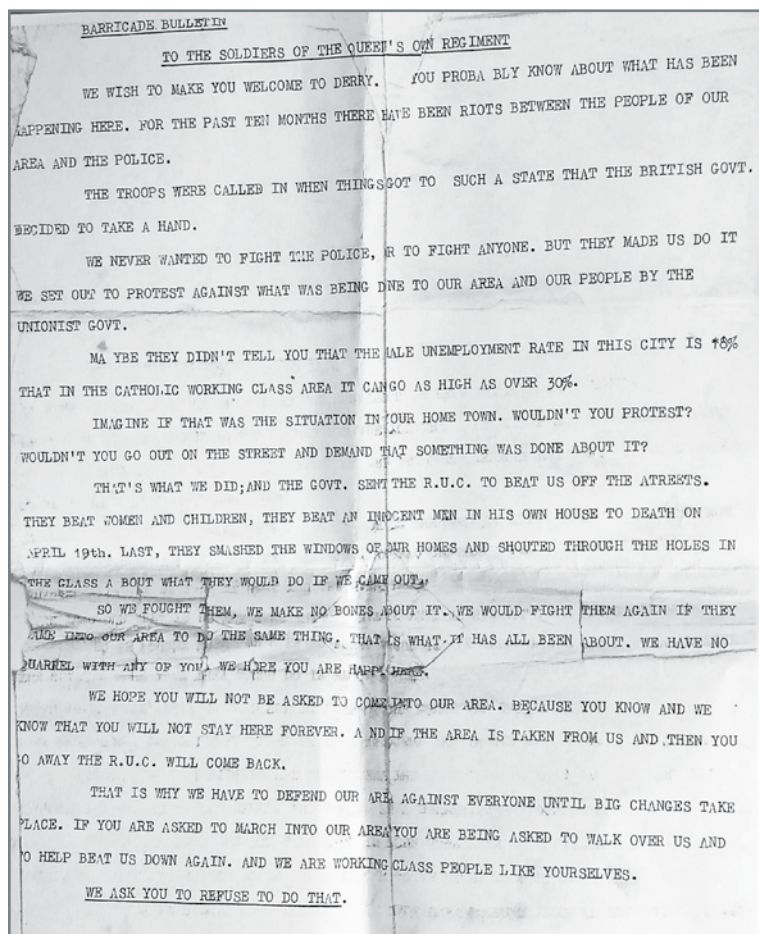 BARRICADE BULLETIN
TO THE SOLDIERS OF THE QUEEN'S OWN REGIMENT
WE WISH TO MAKE YOU WELCOME TO DERRY. YOU PROBA BLY KNOW ABOUT WHAT HAS BEEN
HAPPENING HERE. FOR THE PAST TEN MONTHS THERE HAVE BEEN RIOTS BETWEEN THE PEOPLE OF OUR
AREA AND THE POLICE.
THE TROOPS WERE CALLED IN WHEN THINGS GOT TO SUCH A STATE THAT THE BRITISH GOVT.
DECIDED TO TAKE A HAND.
WE NEVER WANTED TO FIGHT THE POLICE, OR TO FIGHT ANYONE. BUT THEY MADE US DO IT
WE SET OUT TO PROTEST AGAINST WHAT WAS BEING DNE TO OUR AREA AND OUR PEOPLE BY THE
UNIONIST GOVT.
MA YBE THEY DIDN'T TELL YOU THAT THE MALE UNEMPLOYMENT RATE IN THIS CITY IS 18%
THAT IN THE CATHOLIC WORKING CLASS AREA IT CAN GO AS HIGH AS OVER 30%.
IMAGINE IF THAT WAS THE SITUATION IN YOUR HOME TOWN. WOULDN'T YOU PROTEST?
WOULDN'T YOU GO OUT ON THE STREET AND DEMAND THAT SOMETHING WAS DONE ABOUT IT?
THAT'S WHAT WE DID;AND THE GOVT. SENT THE R.U.C. TO BEAT US OFF THE ATREETS.
THEY BEAT WOMEN AND CHILDREN, THEY BEAT AN INNOCENT MEN IN HIS OWN HOUSE TO DEATH ON
APRIL 19th. LAST, THEY SMASHED THE WINDOWS OF OUR HOMES AND SHOUTED THROUGH THE HOLES IN
THE GLASS A BOUT WHAT THEY WOULD DO IF WE CAME OUT.
SO WE FOUGHT THEM, WE MAKE NO BONES ABOUT IT. WE WOULD FIGHT THEM AGAIN IF THEY
CAME INTO OUR AREA TO DO THE SAME THING. THAT IS WHAT IT HAS ALL BEEN ABOUT. WE HAVE NO
QUARREL WITH ANY OF YOU. WE HOPE YOU ARE HAPPY HERE.
WE HOPE YOU WILL NOT BE ASKED TO COME INTO OUR AREA. BECAUSE YOU KNOW AND WE
KNOW THAT YOU WILL NOT STAY HERE FOREVER. A ND IF THE AREA IS TAKEN FROM US AND THEN YOU
GO AWAY THE R.U.C. WILL COME BACK.
THAT IS WHY WE HAVE TO DEFEND OUR AREA AGAINST EVERYONE UNTIL BIG CHANGES TAKE
PLACE. IF YOU ARE ASKED TO MARCH INTO OUR AREA YOU ARE BEING ASKED TO WALK OVER US AND
TO HELP BEAT US DOWN AGAIN. AND WE ARE WORKING CLASS PEOPLE LIKE YOURSELVES.
WE ASK YOU TO REFUSE TO DO THAT.